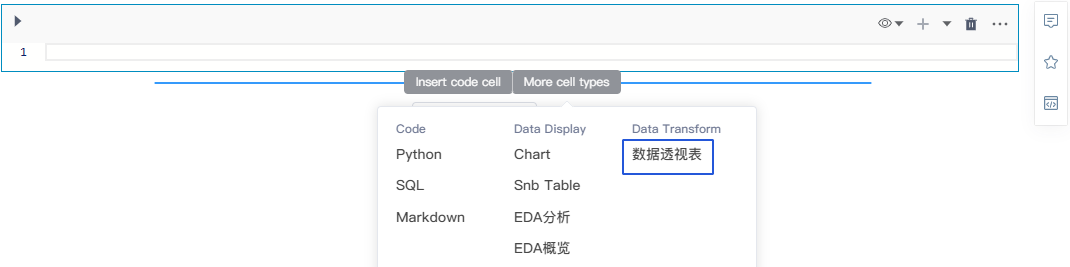 1
Insert code cell More cell types
Code Data Display Data Transform
Python Chart 数据透视表
SQL Snb Table
Markdown EDA分析
EDA概览